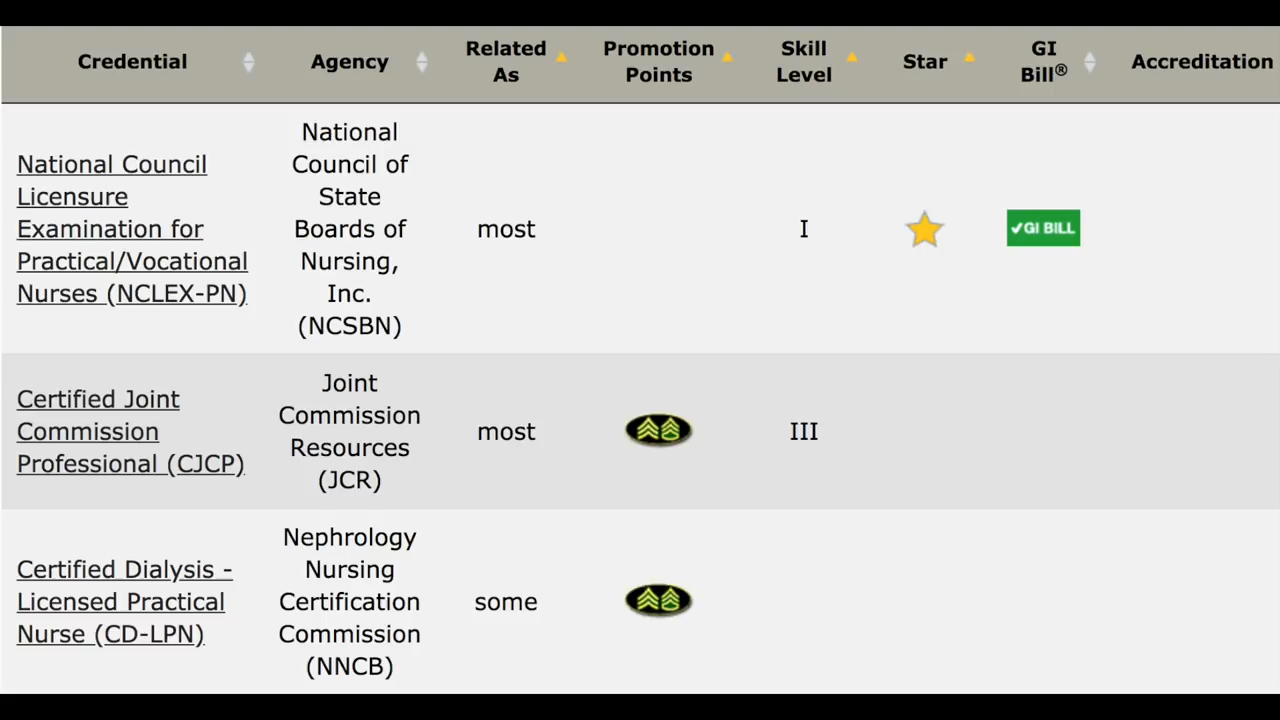 Credential Agency Related As Promotion Points Skill Level Star GI Bill® Accreditation
National Council
Licensure
Examination for
Practical/Vocational
Nurses (NCLEX-PN)
National
Council of
State
Boards of
Nursing,
Inc.
(NCSBN)
most
I
✓GI BILL
Certified Joint
Commission
Professional (CJCP)
Joint
Commission
Resources
(JCR)
most
III
Certified Dialysis -
Licensed Practical
Nurse (CD-LPN)
Nephrology
Nursing
Certification
Commission
(NNCB)
some